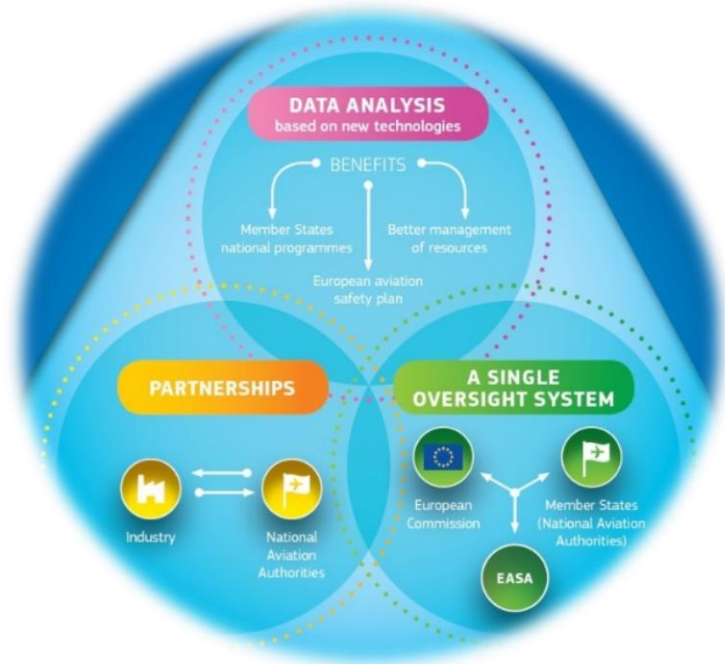 DATA ANALYSIS
based on new technologies
BENEFITS
Member States
national programmes
Better management
of resources
European aviation
safety plan
PARTNERSHIPS
A SINGLE
OVERSIGHT SYSTEM
Industry
National
Aviation
Authorities
European
Commission
Member States
(National Aviation
Authorities)
EASA